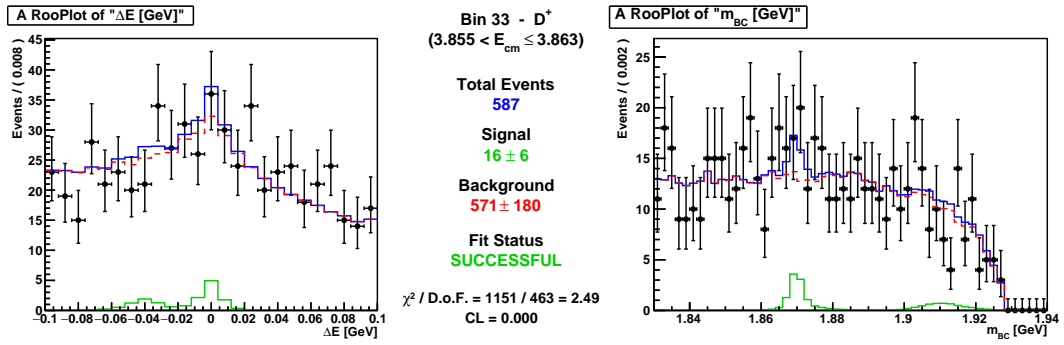 A RooPlot of "ΔE [GeV]"
Events / ( 0.008 )
45
40
35
30
25
20
15
10
5
0
−0.1 −0.08 −0.06 −0.04 −0.02 0 0.02 0.04 0.06 0.08 0.1
ΔE [GeV]
Bin 33 - D+
(3.855 < Ecm ≤ 3.863)
Total Events
587
Signal
16 ± 6
Background
571 ± 180
Fit Status
SUCCESSFUL
χ² / D.o.F. = 1151 / 463 = 2.49
CL = 0.000
A RooPlot of "mBC [GeV]"
Events / ( 0.002 )
25
20
15
10
5
0
1.84 1.86 1.88 1.9 1.92 1.94
mBC [GeV]